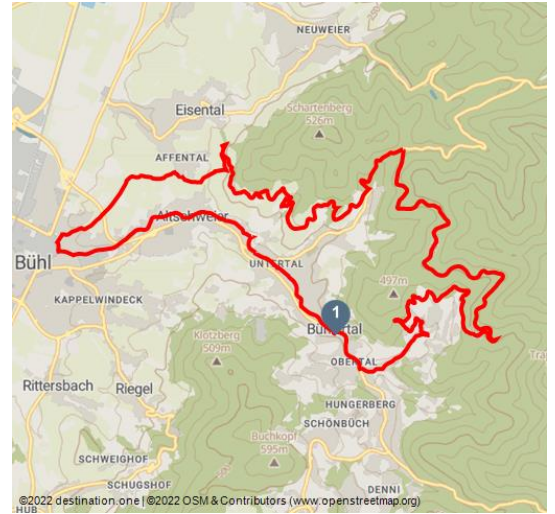 NEUWEIER
Schartenberg
526m
Eisental
AFFENTAL
Altschweier
Bühl
UNTERTAL
KAPPELWINDECK
497m
1
Bühlertal
Klotzberg
509m
OBERTAL
Rittersbach
Riegel
HUNGERBERG
SCHÖNBÜCH
Buchkopf
595m
SCHWEIGHOF
SCHUGSHOF
DENNI
HUB
©2022 destination.one | ©2022 OSM & Contributors (www.openstreetmap.org)